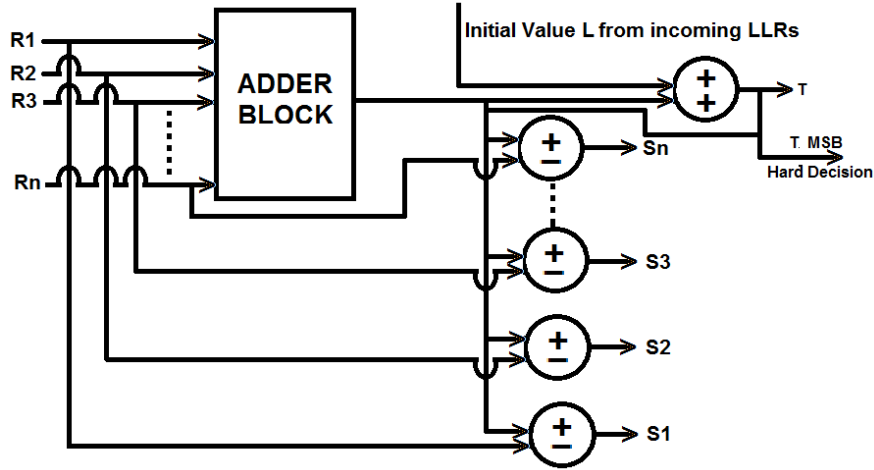 Initial Value L from incoming LLRs
R1
R2
R3
Rn
ADDER
BLOCK
+
+
T
T. MSB
Hard Decision
+
−
Sn
+
−
S3
+
−
S2
+
−
S1